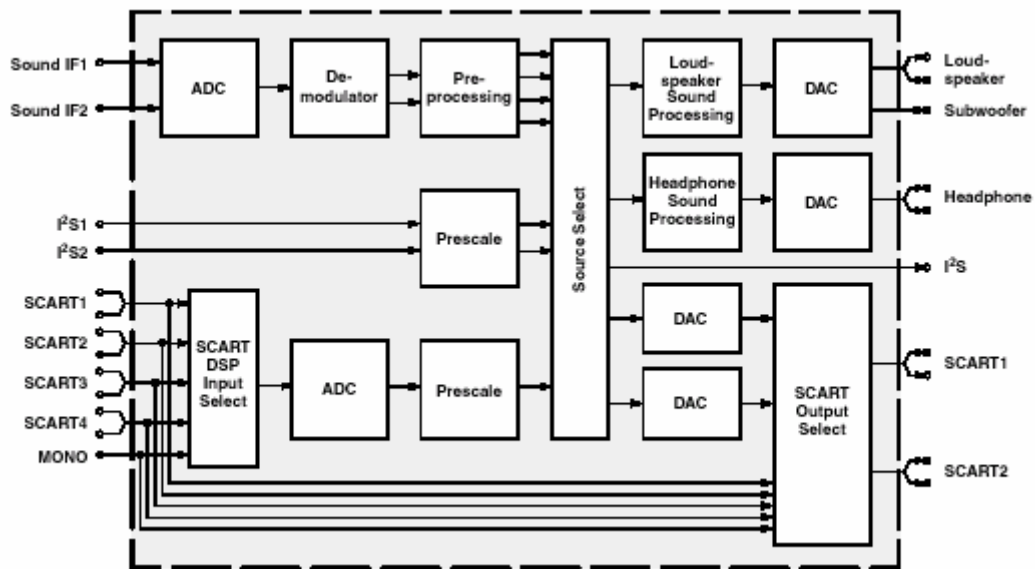 Sound IF1
Sound IF2
ADC
De-
modulator
Pre-
processing
Loud-
speaker
Sound
Processing
DAC
Loud-
speaker
Subwoofer
Headphone
Sound
Processing
DAC
Headphone
I²S1
I²S2
Prescale
Source Select
I²S
SCART1
SCART2
SCART3
SCART4
MONO
SCART
DSP
Input
Select
ADC
Prescale
DAC
DAC
SCART
Output
Select
SCART1
SCART2